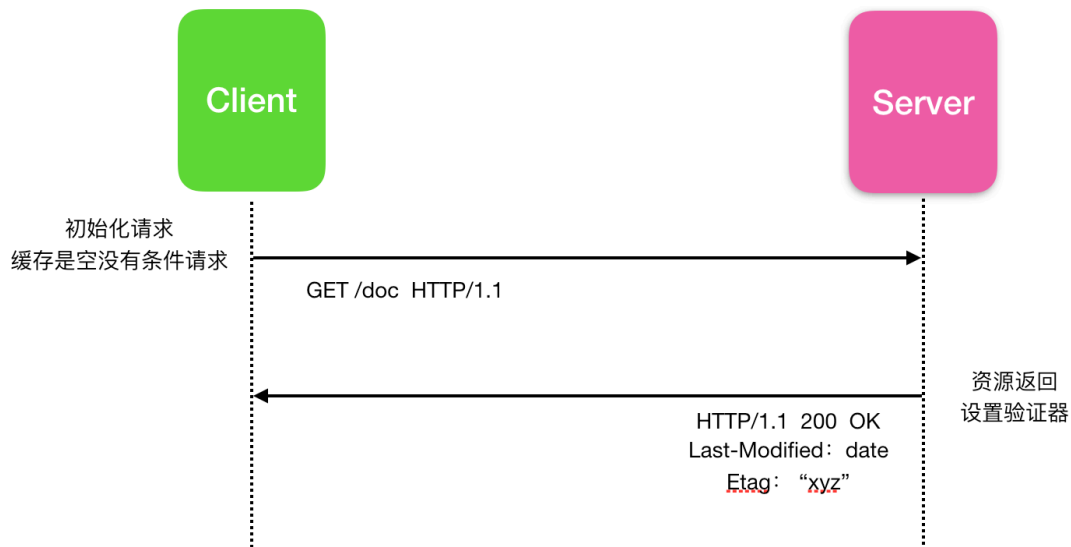 Client
Server
初始化请求
缓存是空没有条件请求
GET /doc  HTTP/1.1
资源返回
设置验证器
HTTP/1.1  200  OK
Last-Modified：date
Etag： “xyz”